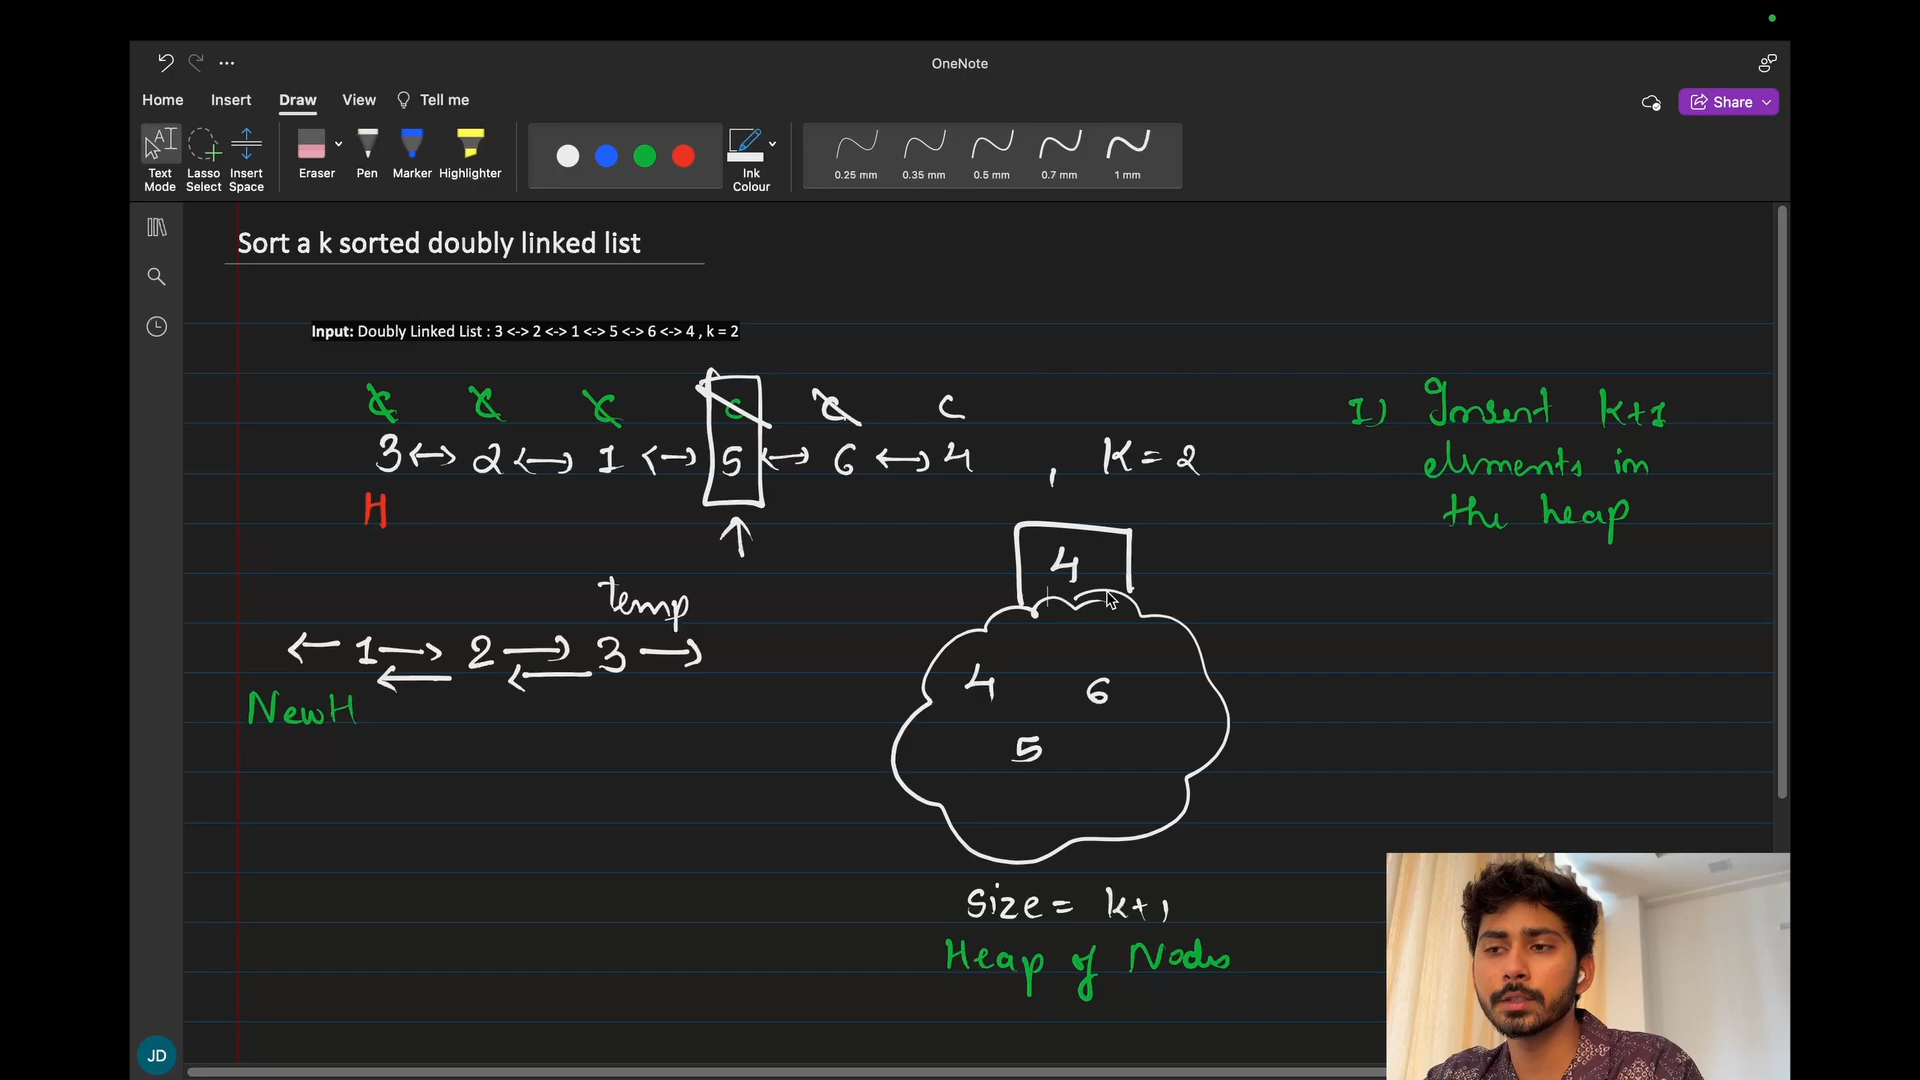 OneNote
Home Insert Draw View Tell me
Share
Text Mode
Lasso Select
Insert Space
Eraser
Pen
Marker
Highlighter
Ink Colour
0.25 mm
0.35 mm
0.5 mm
0.7 mm
1 mm
Sort a k sorted doubly linked list
Input: Doubly Linked List : 3 <-> 2 <-> 1 <-> 5 <-> 6 <-> 4 , k = 2
C C C C C C
3 <-> 2 <-> 1 <-> 5 <-> 6 <-> 4 , K = 2
H
1) Insert k+1
elements in
the heap
4
temp
← 1 → 2 → 3 →
← ←
NewH
4 6
5
Size = k+1
Heap of Nodes
JD